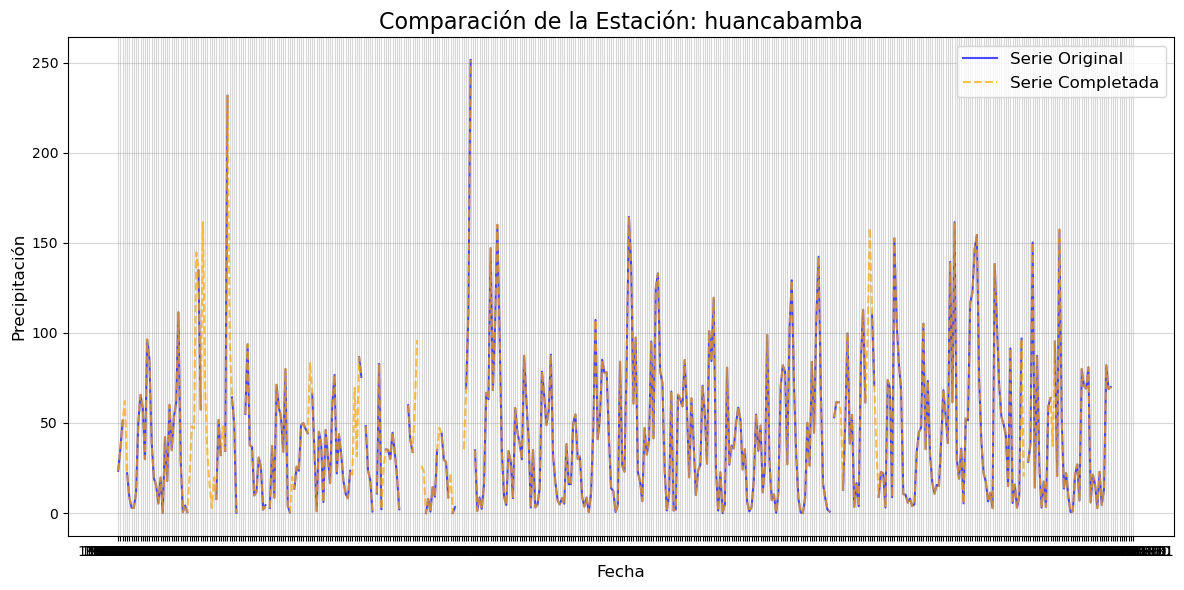 Comparación de la Estación: huancabamba
Serie Original
Serie Completada
250
200
150
100
50
0
Precipitación
Fecha